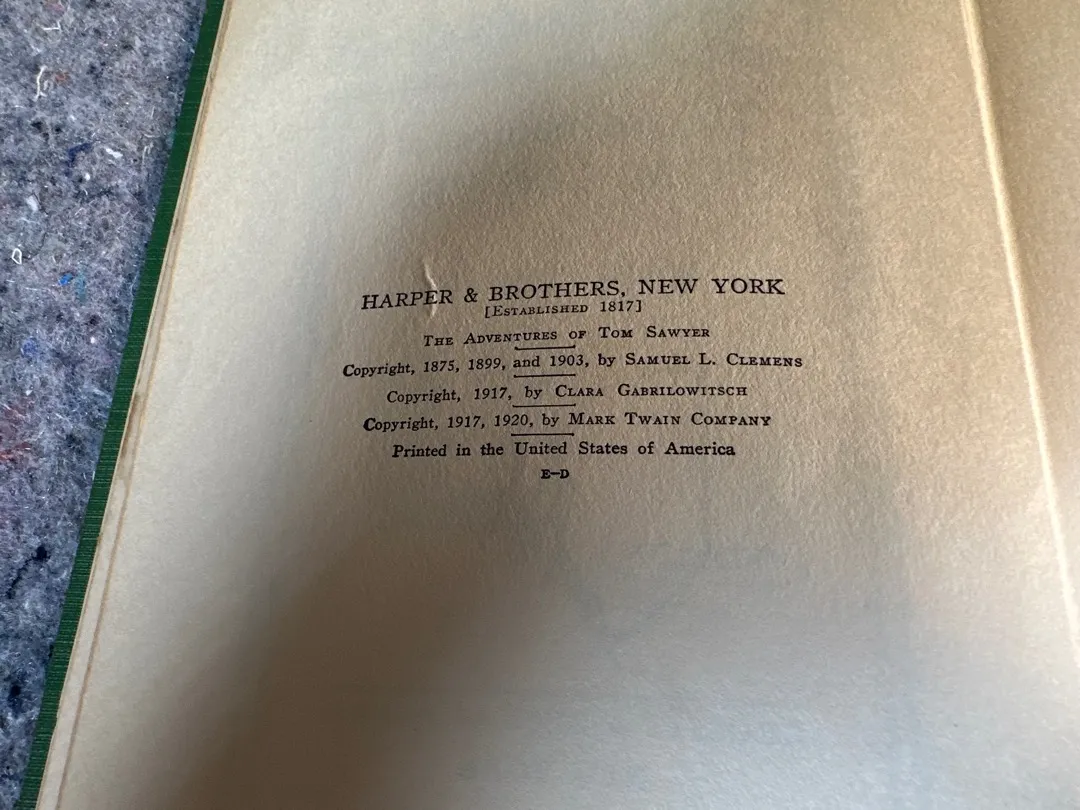 HARPER & BROTHERS, NEW YORK
[ESTABLISHED 1817]
THE ADVENTURES OF TOM SAWYER
Copyright, 1875, 1899, and 1903, by SAMUEL L. CLEMENS
Copyright, 1917, by CLARA GABRILOWITSCH
Copyright, 1917, 1920, by MARK TWAIN COMPANY
Printed in the United States of America
E-D